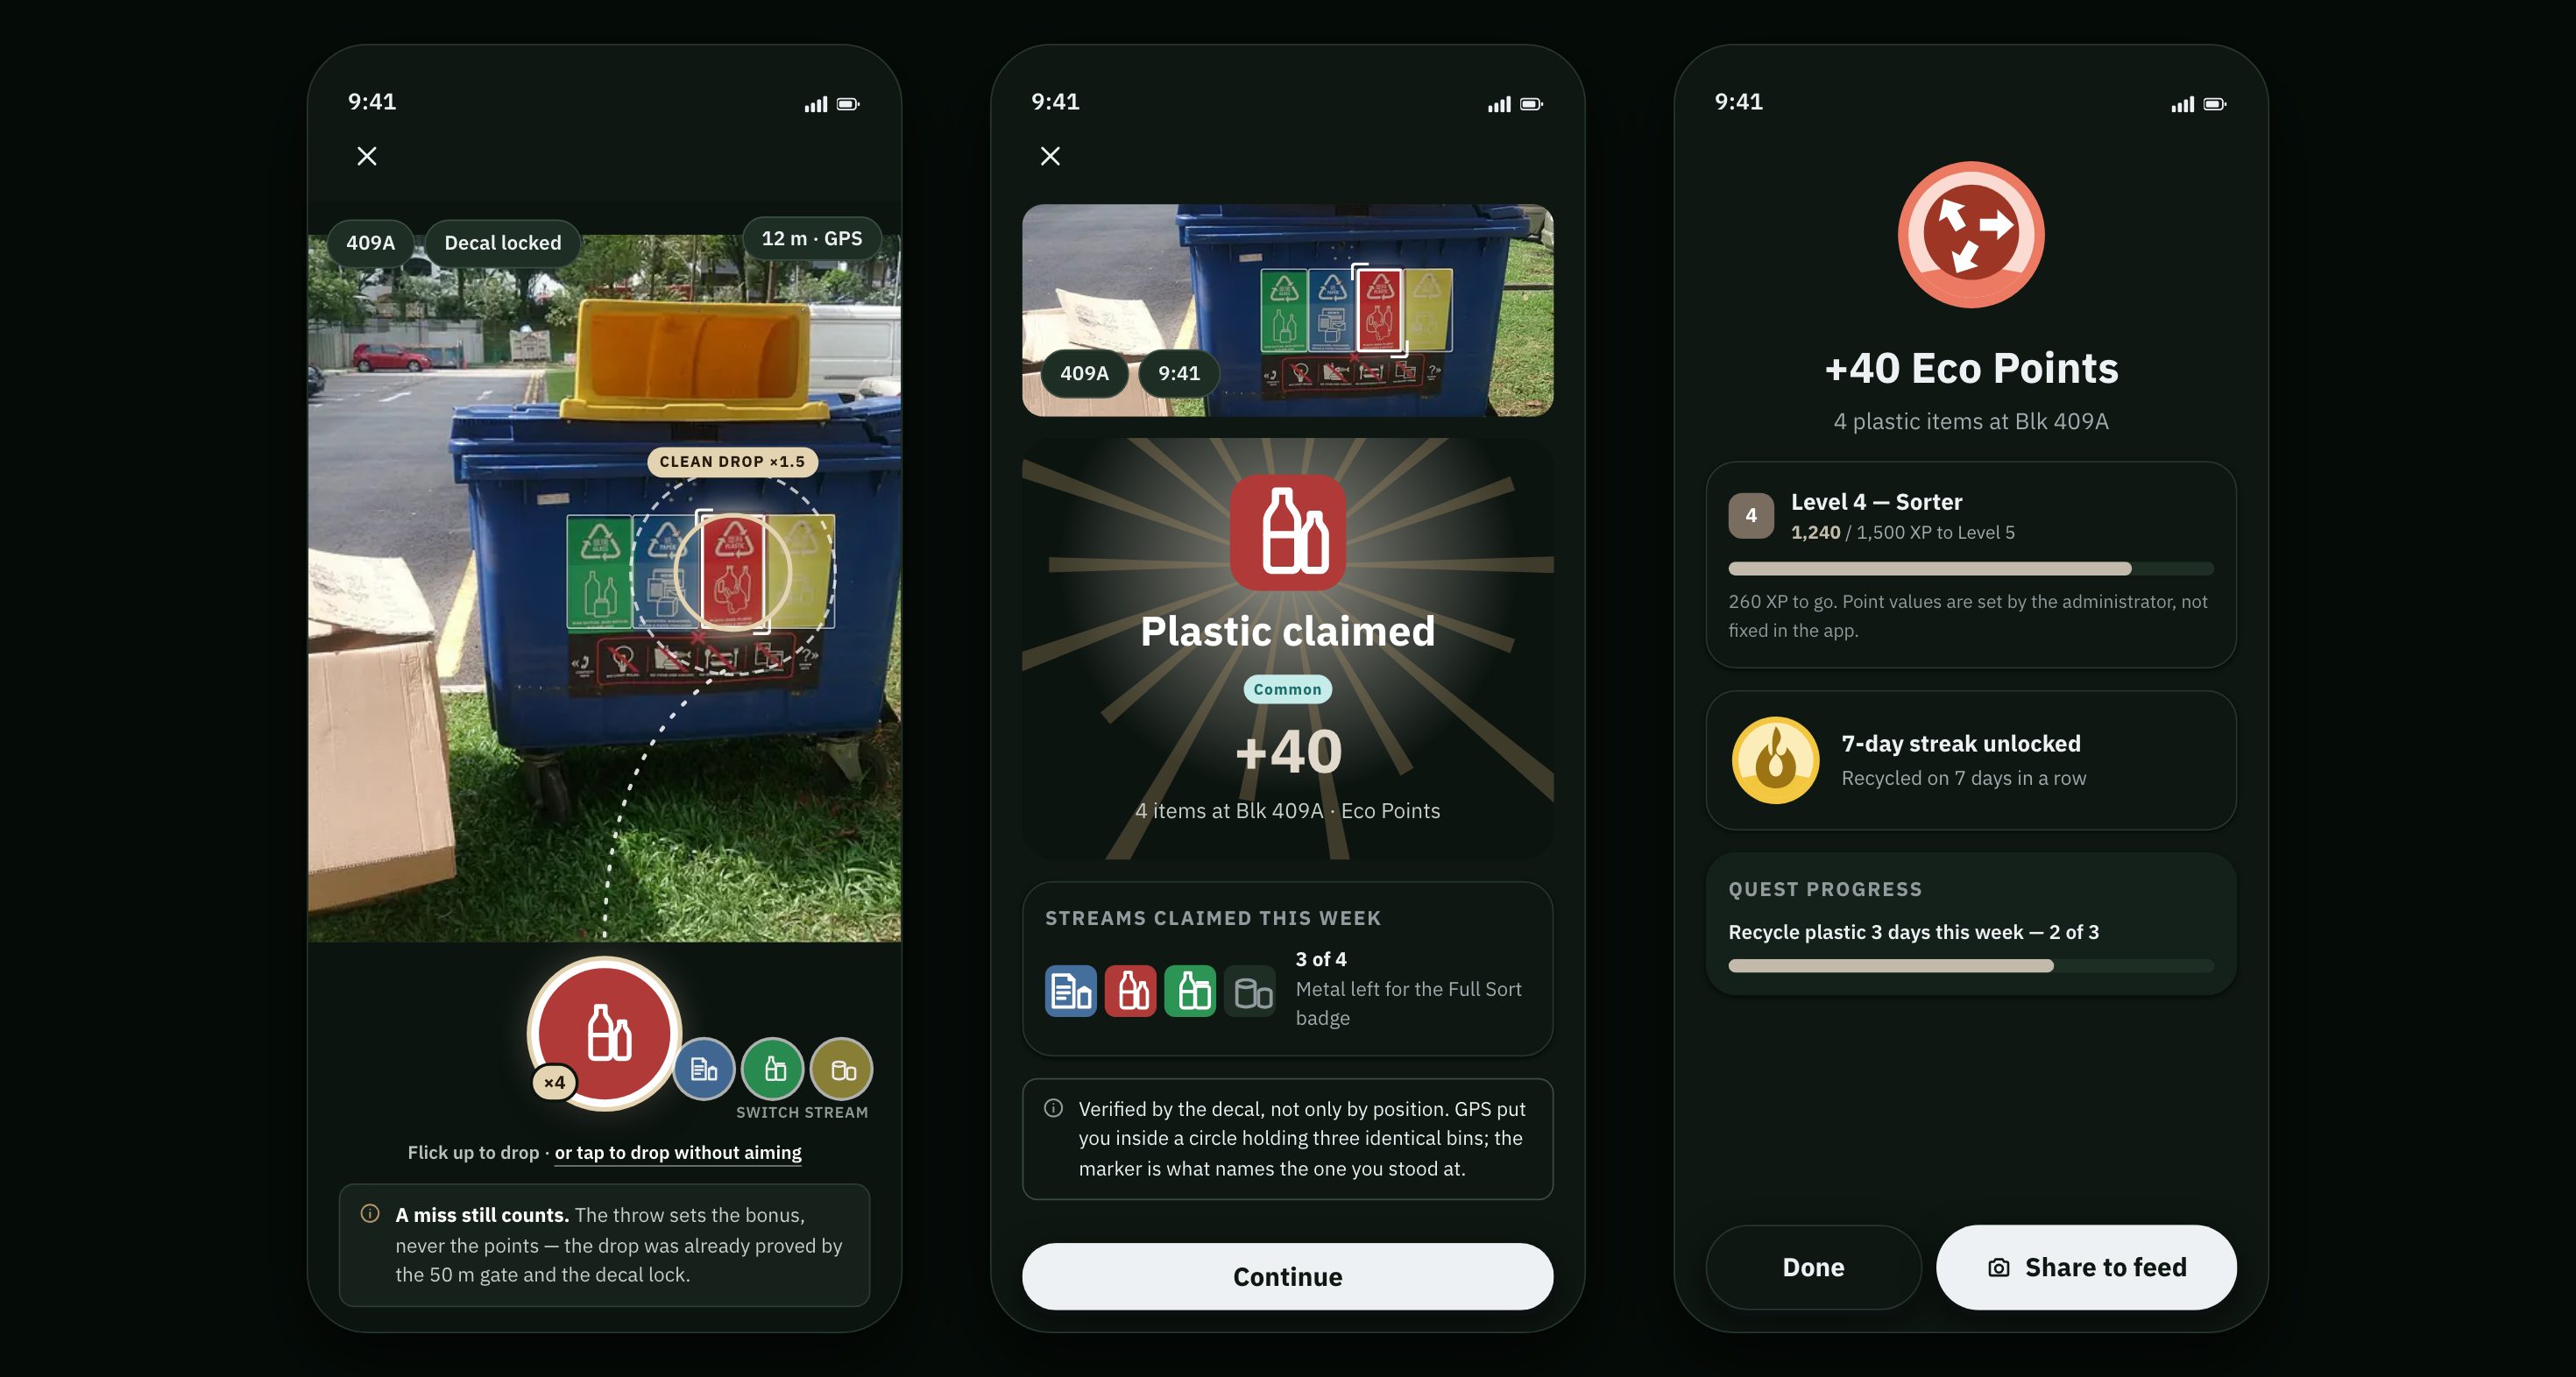 9:41
409A
Decal locked
12 m · GPS
CLEAN DROP ×1.5
×4
SWITCH STREAM
Flick up to drop · or tap to drop without aiming
A miss still counts. The throw sets the bonus,
never the points — the drop was already proved by
the 50 m gate and the decal lock.
9:41
409A
9:41
Plastic claimed
Common
+40
4 items at Blk 409A · Eco Points
STREAMS CLAIMED THIS WEEK
3 of 4
Metal left for the Full Sort
badge
Verified by the decal, not only by position. GPS put
you inside a circle holding three identical bins; the
marker is what names the one you stood at.
Continue
9:41
+40 Eco Points
4 plastic items at Blk 409A
4
Level 4 — Sorter
1,240 / 1,500 XP to Level 5
260 XP to go. Point values are set by the administrator, not
fixed in the app.
7-day streak unlocked
Recycled on 7 days in a row
QUEST PROGRESS
Recycle plastic 3 days this week — 2 of 3
Done
Share to feed